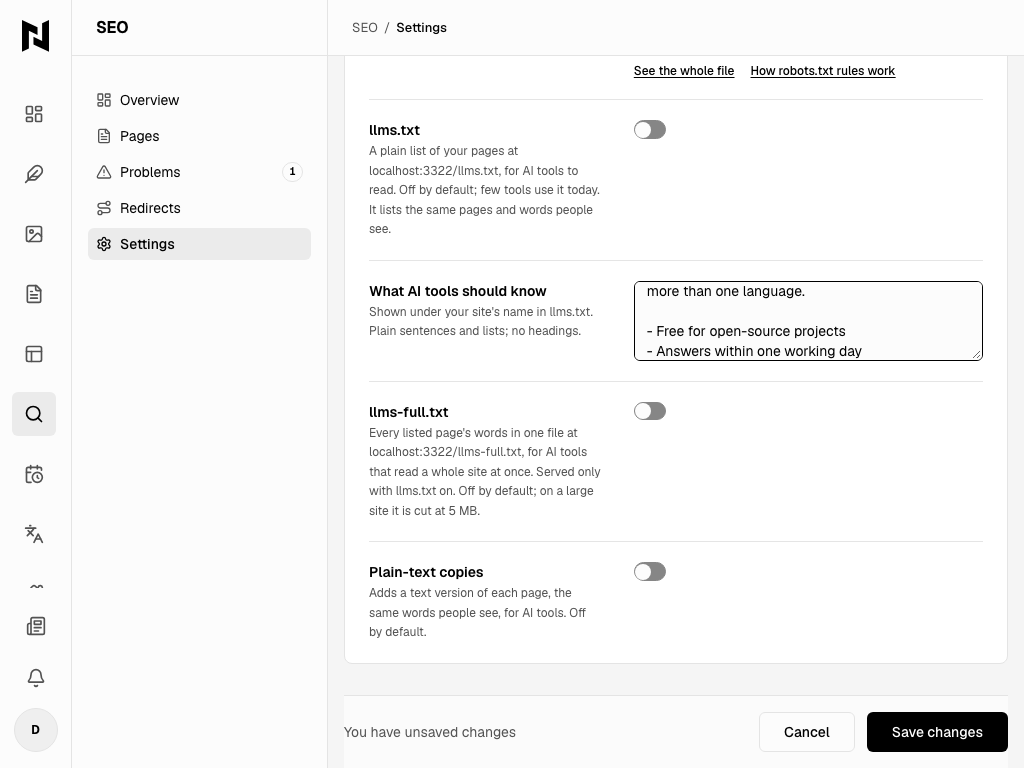 SEO
SEO / Settings
Overview
Pages
Problems 1
Redirects
Settings
See the whole file How robots.txt rules work
llms.txt
A plain list of your pages at
localhost:3322/llms.txt, for AI tools to
read. Off by default; few tools use it today.
It lists the same pages and words people
see.
What AI tools should know
Shown under your site's name in llms.txt.
Plain sentences and lists; no headings.
more than one language.
- Free for open-source projects
- Answers within one working day
llms-full.txt
Every listed page's words in one file at
localhost:3322/llms-full.txt, for AI tools
that read a whole site at once. Served only
with llms.txt on. Off by default; on a large
site it is cut at 5 MB.
Plain-text copies
Adds a text version of each page, the
same words people see, for AI tools. Off
by default.
D
You have unsaved changes
Cancel
Save changes